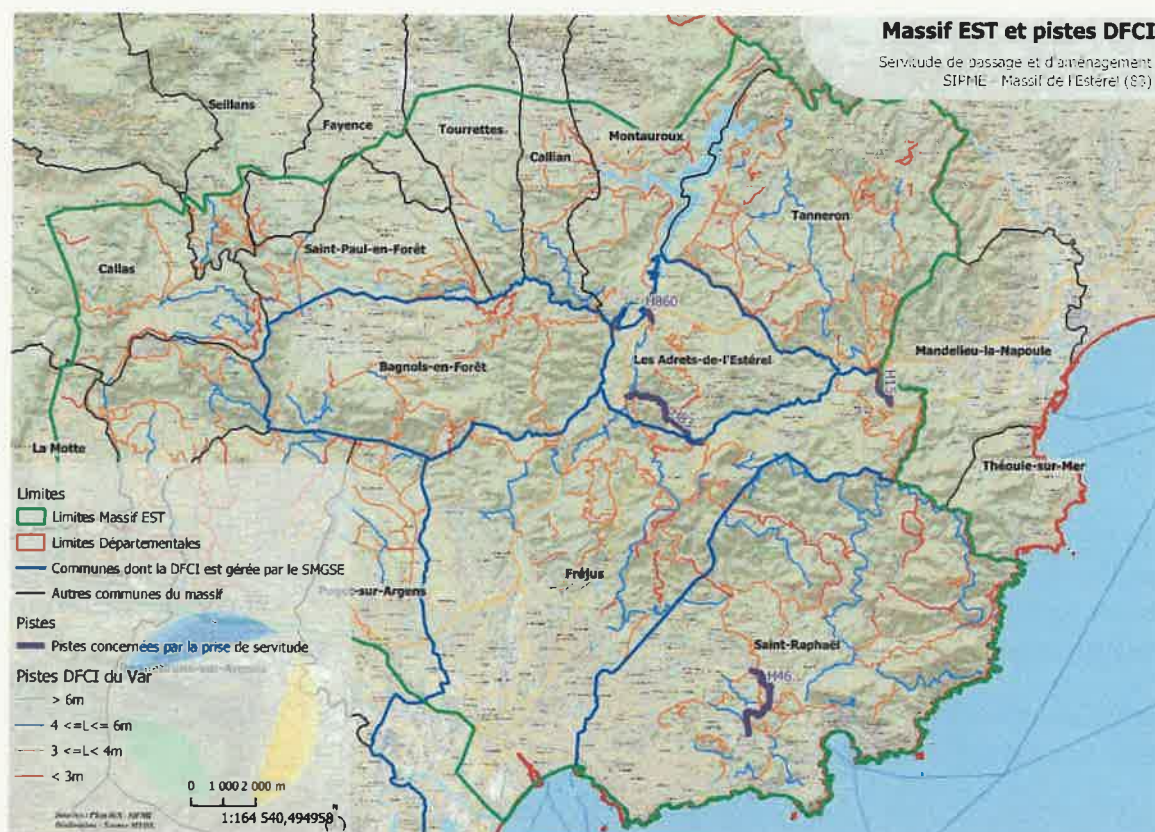 Massif EST et pistes DFCI
Servitude de passage et d'aménagement
SIPME - Massif de l'Estérel (83)
Seillans
Fayence
Tourrettes
Montauroux
Callian
Tanneron
Saint-Paul-en-Forêt
Callas
H860
Mandelieu-la-Napoule
Les Adrets-de-l'Estérel
Bagnols-en-Forêt
La Motte
Théoule-sur-Mer
Limites
Limites Massif EST
Limites Départementales
Communes dont la DFCI est gérée par le SMGSE
Autres communes du massif
Fréjus
sur-Argens
Pistes
Pistes concernées par la prise de servitude
Saint-Raphaël
H46
Pistes DFCI du Var
> 6m
4 <=L<= 6m
3 <=L< 4m
< 3m
0 1 000 2 000 m
1:164 540,494958